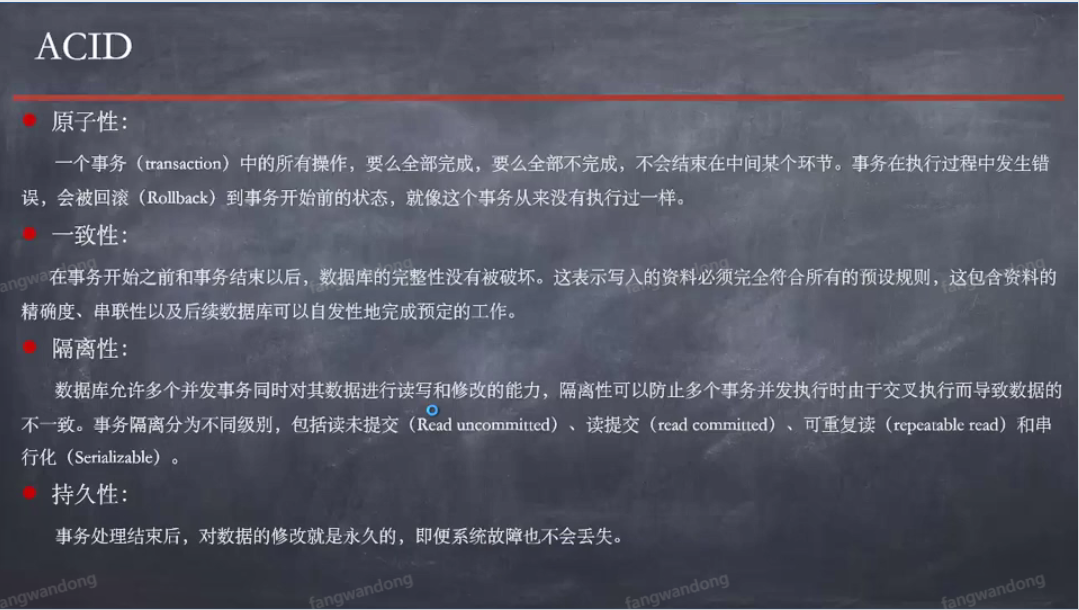 ACID
原子性：
一个事务（transaction）中的所有操作，要么全部完成，要么全部不完成，不会结束在中间某个环节。事务在执行过程中发生错
误，会被回滚（Rollback）到事务开始前的状态，就像这个事务从来没有执行过一样。
一致性：
在事务开始之前和事务结束以后，数据库的完整性没有被破坏。这表示写入的资料必须完全符合所有的预设规则，这包含资料的
精确度、串联性以及后续数据库可以自发性地完成预定的工作。
隔离性：
数据库允许多个并发事务同时对其数据进行读写和修改的能力，隔离性可以防止多个事务并发执行时由于交叉执行而导致数据的
不一致。事务隔离分为不同级别，包括读未提交（Read uncommitted）、读提交（read committed）、可重复读（repeatable read）和串
行化（Serializable）。
持久性：
事务处理结束后，对数据的修改就是永久的，即便系统故障也不会丢失。
fangwandong fangwandong fangwandong fangwandong